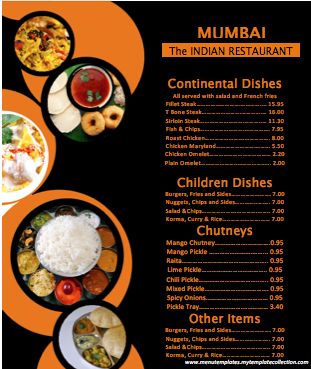 MUMBAI
The INDIAN RESTAURANT
Continental Dishes
All served with salad and French fries
Fillet Steak.................................. 15.95
T Bone Steak.................................. 16.00
Sirloin Steak.................................. 11.30
Fish & Chips.................................. 7.95
Roast Chicken.................................. 8.00
Chicken Maryland.................................. 5.50
Chicken Omelet.................................. 2.20
Plain Omelet.................................. 2.00
Children Dishes
Burgers, Fries and Sides.................. 7.00
Nuggets, Chips and Sides.................. 7.00
Salad &Chips.................................. 7.00
Korma, Curry & Rice.................. 7.00
Chutneys
Mango Chutney.......................... 0.95
Mango Pickle .......................... 0.95
Raita.................................. 0.95
Lime Pickle.......................... 0.95
Chili Pickle.......................... 0.95
Mixed Pickle.......................... 0.95
Spicy Onions.......................... 0.95
Pickle Tray.......................... 3.40
Other Items
Burgers, Fries and Sides.................. 7.00
Nuggets, Chips and Sides.................. 7.00
Salad &Chips.................................. 7.00
Korma, Curry & Rice.................. 7.00
www.menutemplates.mytemplatecollection.com